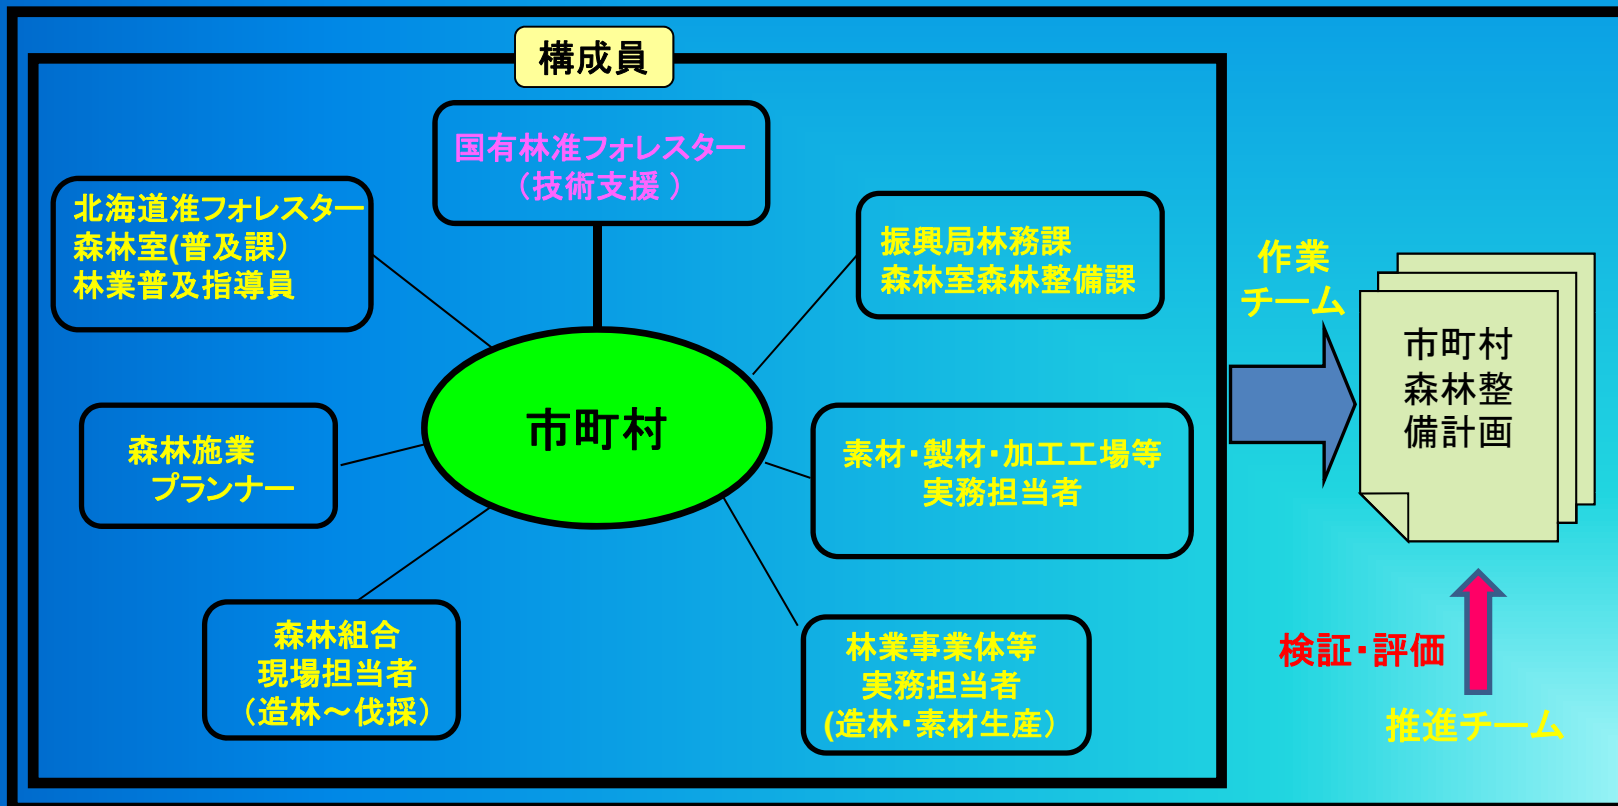 構成員
国有林准フォレスター
（技術支援 ）
北海道准フォレスター
森林室(普及課）
林業普及指導員
振興局林務課
森林室森林整備課
作業
チーム
市町村
森林整
備計画
市町村
森林施業
プランナー
素材・製材・加工工場等
実務担当者
森林組合
現場担当者
（造林～伐採）
林業事業体等
実務担当者
(造林・素材生産）
検証・評価
推進チーム